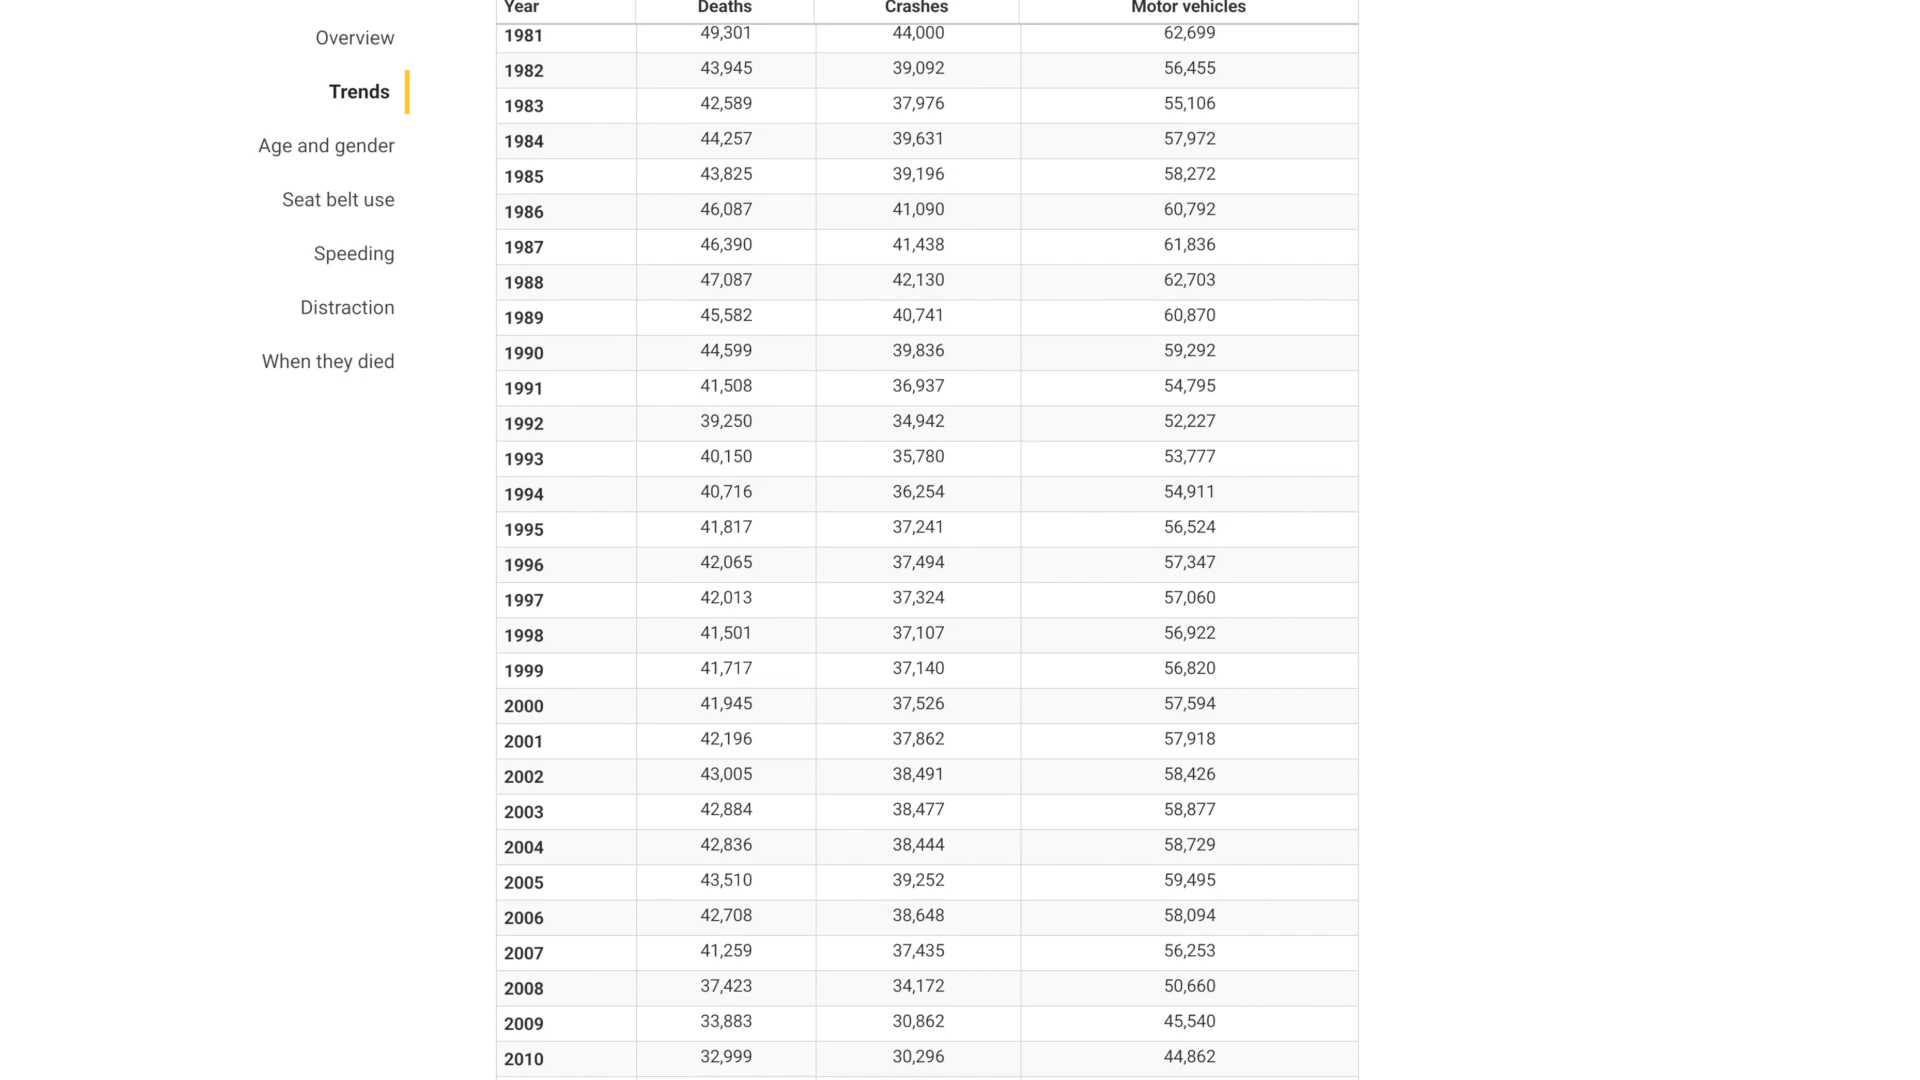 Overview
Trends
Age and gender
Seat belt use
Speeding
Distraction
When they died
Year Deaths Crashes Motor vehicles
1981 49,301 44,000 62,699
1982 43,945 39,092 56,455
1983 42,589 37,976 55,106
1984 44,257 39,631 57,972
1985 43,825 39,196 58,272
1986 46,087 41,090 60,792
1987 46,390 41,438 61,836
1988 47,087 42,130 62,703
1989 45,582 40,741 60,870
1990 44,599 39,836 59,292
1991 41,508 36,937 54,795
1992 39,250 34,942 52,227
1993 40,150 35,780 53,777
1994 40,716 36,254 54,911
1995 41,817 37,241 56,524
1996 42,065 37,494 57,347
1997 42,013 37,324 57,060
1998 41,501 37,107 56,922
1999 41,717 37,140 56,820
2000 41,945 37,526 57,594
2001 42,196 37,862 57,918
2002 43,005 38,491 58,426
2003 42,884 38,477 58,877
2004 42,836 38,444 58,729
2005 43,510 39,252 59,495
2006 42,708 38,648 58,094
2007 41,259 37,435 56,253
2008 37,423 34,172 50,660
2009 33,883 30,862 45,540
2010 32,999 30,296 44,862